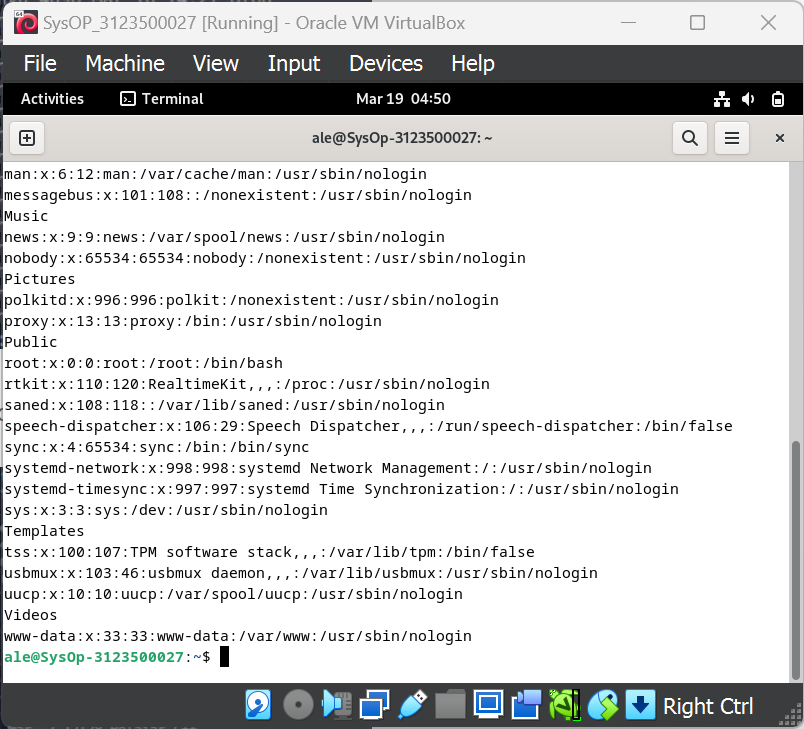 SysOP_3123500027 [Running] - Oracle VM VirtualBox
File Machine View Input Devices Help
Activities Terminal Mar 19 04:50
ale@SysOp-3123500027: ~
man:x:6:12:man:/var/cache/man:/usr/sbin/nologin
messagebus:x:101:108::/nonexistent:/usr/sbin/nologin
Music
news:x:9:9:news:/var/spool/news:/usr/sbin/nologin
nobody:x:65534:65534:nobody:/nonexistent:/usr/sbin/nologin
Pictures
polkitd:x:996:996:polkit:/nonexistent:/usr/sbin/nologin
proxy:x:13:13:proxy:/bin:/usr/sbin/nologin
Public
root:x:0:0:root:/root:/bin/bash
rtkit:x:110:120:RealtimeKit,,,:/proc:/usr/sbin/nologin
saned:x:108:118::/var/lib/saned:/usr/sbin/nologin
speech-dispatcher:x:106:29:Speech Dispatcher,,,:/run/speech-dispatcher:/bin/false
sync:x:4:65534:sync:/bin:/bin/sync
systemd-network:x:998:998:systemd Network Management:/:/usr/sbin/nologin
systemd-timesync:x:997:997:systemd Time Synchronization:/:/usr/sbin/nologin
sys:x:3:3:sys:/dev:/usr/sbin/nologin
Templates
tss:x:100:107:TPM software stack,,,:/var/lib/tpm:/bin/false
usbmux:x:103:46:usbmux daemon,,,:/var/lib/usbmux:/usr/sbin/nologin
uucp:x:10:10:uucp:/var/spool/uucp:/usr/sbin/nologin
Videos
www-data:x:33:33:www-data:/var/www:/usr/sbin/nologin
ale@SysOp-3123500027:~$
Right Ctrl